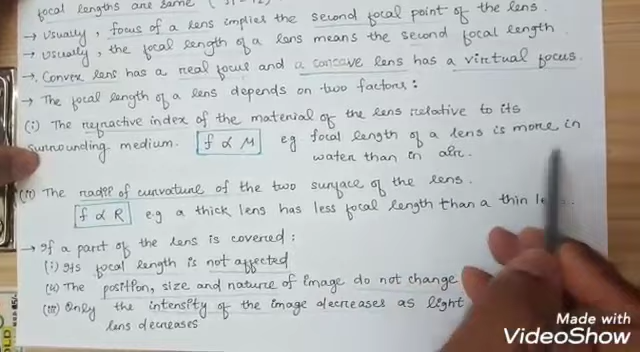 focal lengths are same
→ Usually, focus of a lens implies the second focal point of the lens.
→ Usually, the focal length of a lens means the second focal length
→ Convex lens has a real focus and a concave lens has a virtual focus.
→ The focal length of a lens depends on two factors:
(i) The refractive index of the material of the lens relative to its
surrounding medium. f ∝ μ eg focal length of a lens is more in
water than in air.
(ii) The radii of curvature of the two surface of the lens.
f ∝ R e.g a thick lens has less focal length than a thin
→ If a part of the lens is covered:
(i) Its focal length is not affected
(ii) The position, size and nature of image do not change
(iii) Only the intensity of the image decreases as light
lens decreases
Made with
VideoShow